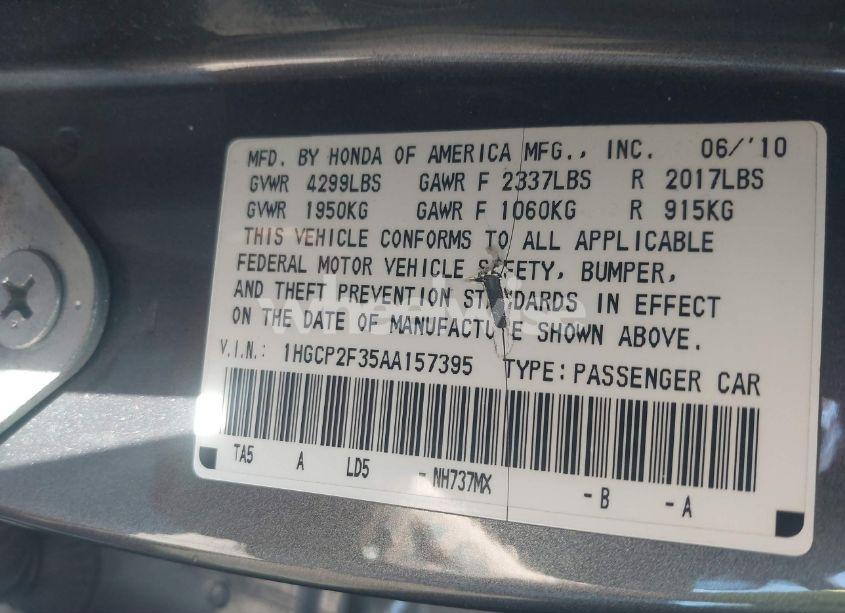 MFD. BY HONDA OF AMERICA MFG., INC. 06/'10
GVWR 4299LBS GAWR F 2337LBS R 2017LBS
GVWR 1950KG GAWR F 1060KG R 915KG
THIS VEHICLE CONFORMS TO ALL APPLICABLE
FEDERAL MOTOR VEHICLE SAFETY, BUMPER,
AND THEFT PREVENTION STANDARDS IN EFFECT
ON THE DATE OF MANUFACTURE SHOWN ABOVE.
V.I.N.: 1HGCP2F35AA157395 TYPE: PASSENGER CAR
TA5 A LD5 - NH737MX - B - A
wheelwise